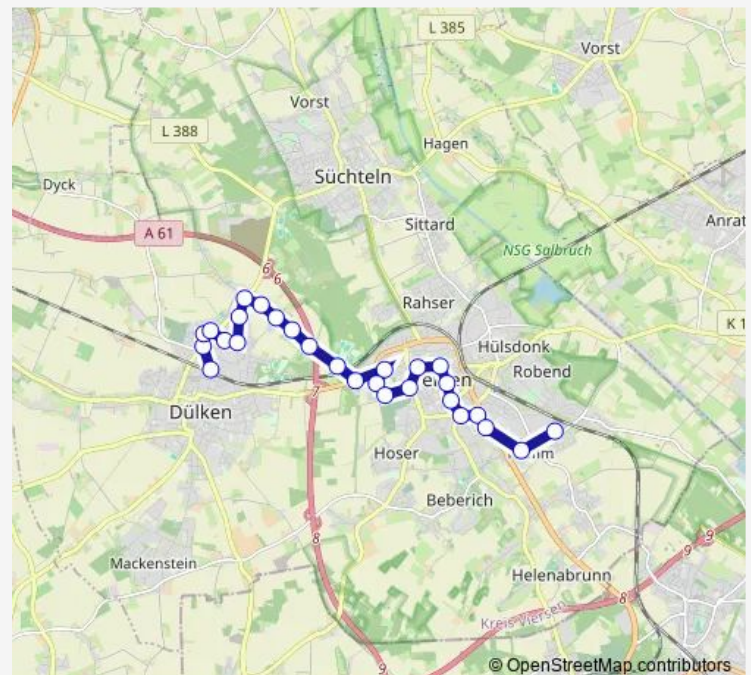 L 385
Vorst
Vorst
L 388
Hagen
Süchteln
Dyck
Sittard
Anrat
A 61
NSG Salbruch
6 6
Rahser
K 1
Hülsdonk
Robend
7
Dülken
Hoser
Beberich
8
Mackenstein
9
9
Helenabrunn
8
Kreis Viersen
9
© OpenStreetMap contributors